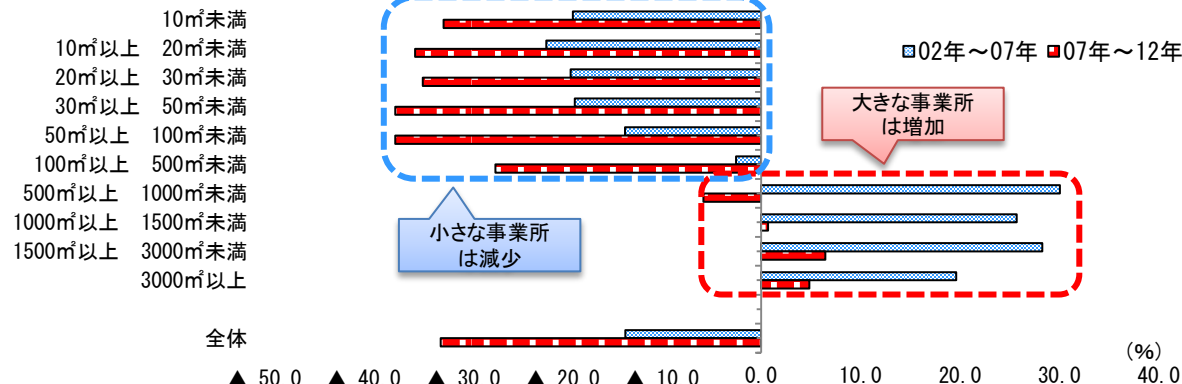 10㎡未満
10㎡以上 20㎡未満
20㎡以上 30㎡未満
30㎡以上 50㎡未満
50㎡以上 100㎡未満
100㎡以上 500㎡未満
500㎡以上 1000㎡未満
1000㎡以上 1500㎡未満
1500㎡以上 3000㎡未満
3000㎡以上
全体
02年～07年 07年～12年
大きな事業所
は増加
小さな事業所
は減少
(%)
▲ 50.0 ▲ 40.0 ▲ 30.0 ▲ 20.0 ▲ 10.0 0.0 10.0 20.0 30.0 40.0